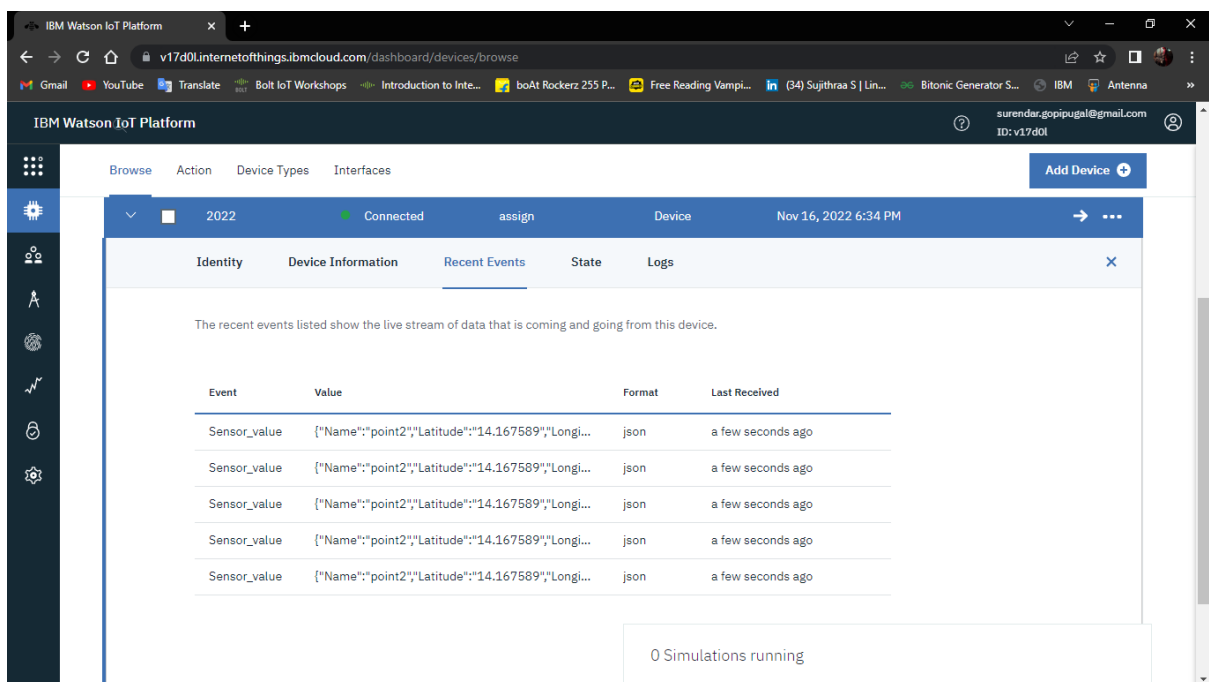 IBM Watson IoT Platform
v17d0l.internetofthings.ibmcloud.com/dashboard/devices/browse
Gmail YouTube Translate Bolt IoT Workshops Introduction to Inte... boAt Rockerz 255 P... Free Reading Vampi... (34) Sujithraa S | Lin... Bitonic Generator S... IBM Antenna »
IBM Watson IoT Platform
surendar.gopipugal@gmail.com
ID: v17d0l
Browse Action Device Types Interfaces Add Device
2022 Connected assign Device Nov 16, 2022 6:34 PM
Identity Device Information Recent Events State Logs
The recent events listed show the live stream of data that is coming and going from this device.
Event Value Format Last Received
Sensor_value {"Name":"point2","Latitude":"14.167589","Longi... json a few seconds ago
Sensor_value {"Name":"point2","Latitude":"14.167589","Longi... json a few seconds ago
Sensor_value {"Name":"point2","Latitude":"14.167589","Longi... json a few seconds ago
Sensor_value {"Name":"point2","Latitude":"14.167589","Longi... json a few seconds ago
Sensor_value {"Name":"point2","Latitude":"14.167589","Longi... json a few seconds ago
0 Simulations running